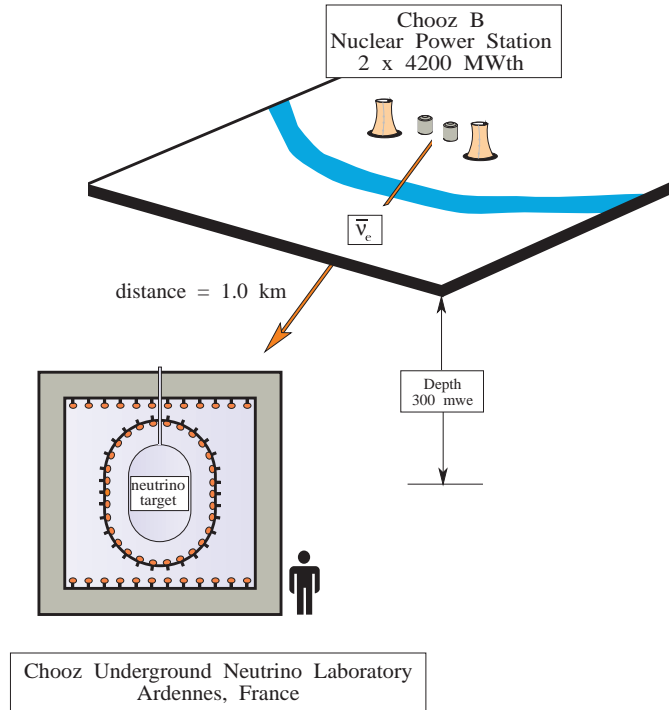 Chooz B
Nuclear Power Station
2 x 4200 MWth
ν̄ₑ
distance = 1.0 km
Depth
300 mwe
neutrino
target
Chooz Underground Neutrino Laboratory
Ardennes, France